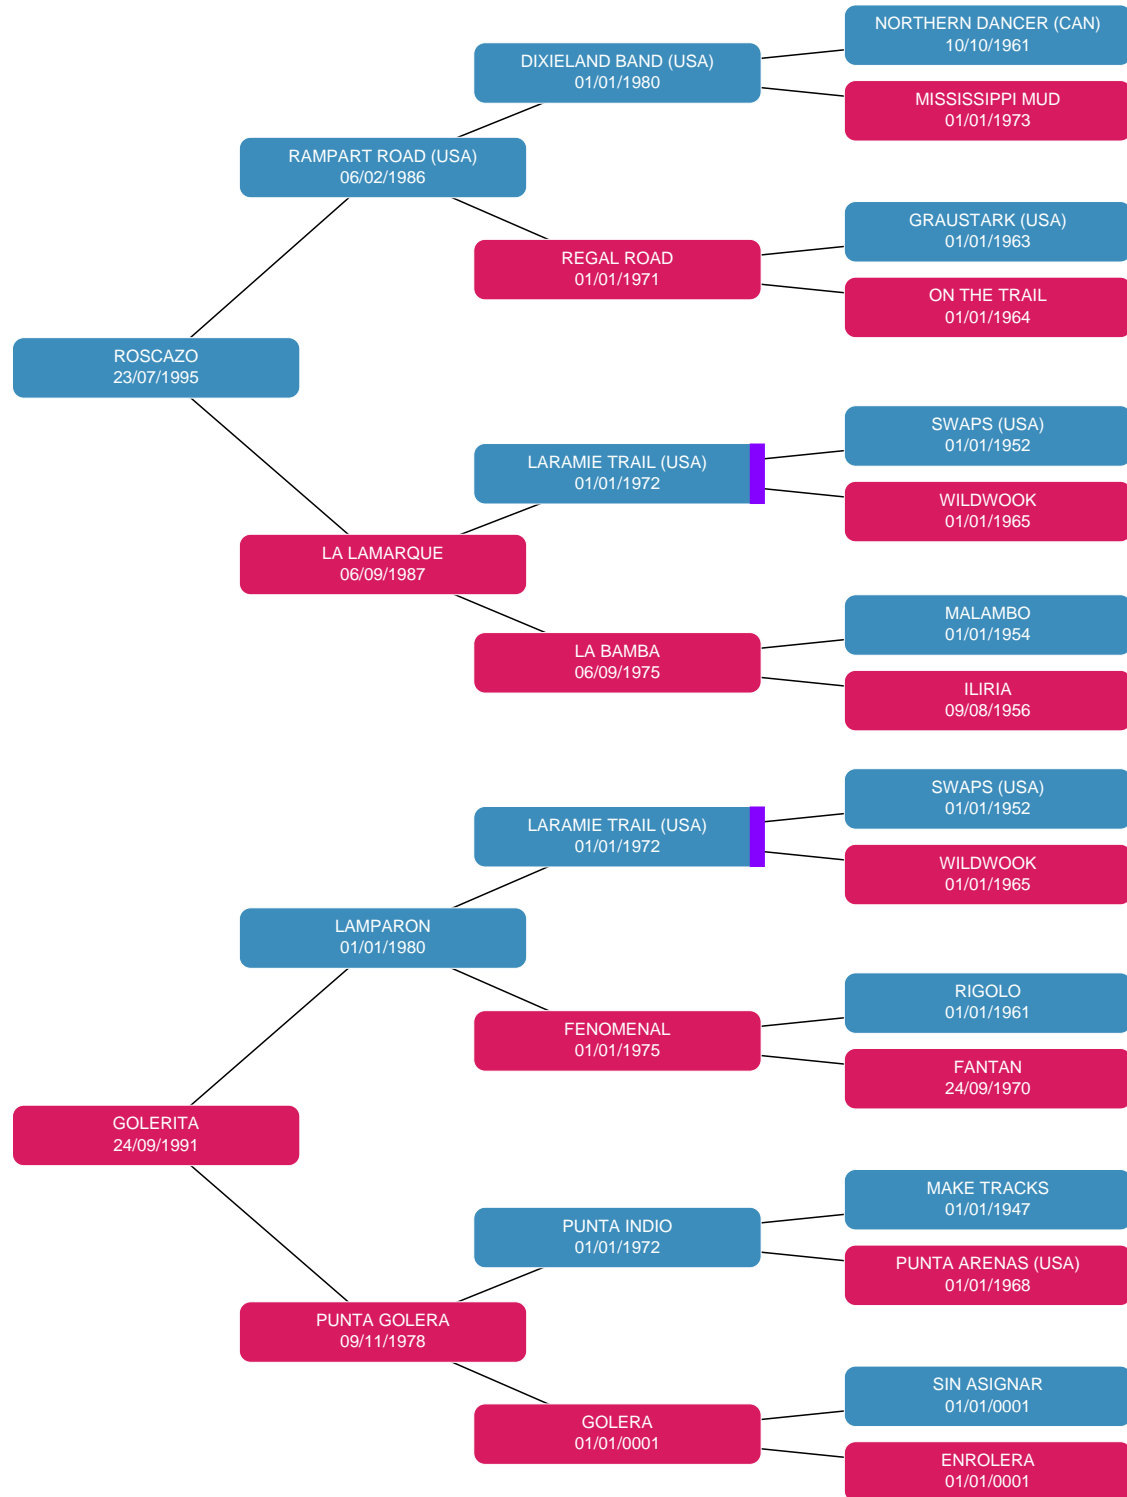 NORTHERN DANCER (CAN)
10/10/1961
DIXIELAND BAND (USA)
01/01/1980
MISSISSIPPI MUD
01/01/1973
RAMPART ROAD (USA)
06/02/1986
GRAUSTARK (USA)
01/01/1963
REGAL ROAD
01/01/1971
ON THE TRAIL
01/01/1964
ROSCAZO
23/07/1995
SWAPS (USA)
01/01/1952
LARAMIE TRAIL (USA)
01/01/1972
WILDWOOK
01/01/1965
LA LAMARQUE
06/09/1987
MALAMBO
01/01/1954
LA BAMBA
06/09/1975
ILIRIA
09/08/1956
SWAPS (USA)
01/01/1952
LARAMIE TRAIL (USA)
01/01/1972
WILDWOOK
01/01/1965
LAMPARON
01/01/1980
RIGOLO
01/01/1961
FENOMENAL
01/01/1975
FANTAN
24/09/1970
GOLERITA
24/09/1991
MAKE TRACKS
01/01/1947
PUNTA INDIO
01/01/1972
PUNTA ARENAS (USA)
01/01/1968
PUNTA GOLERA
09/11/1978
SIN ASIGNAR
01/01/0001
GOLERA
01/01/0001
ENROLERA
01/01/0001